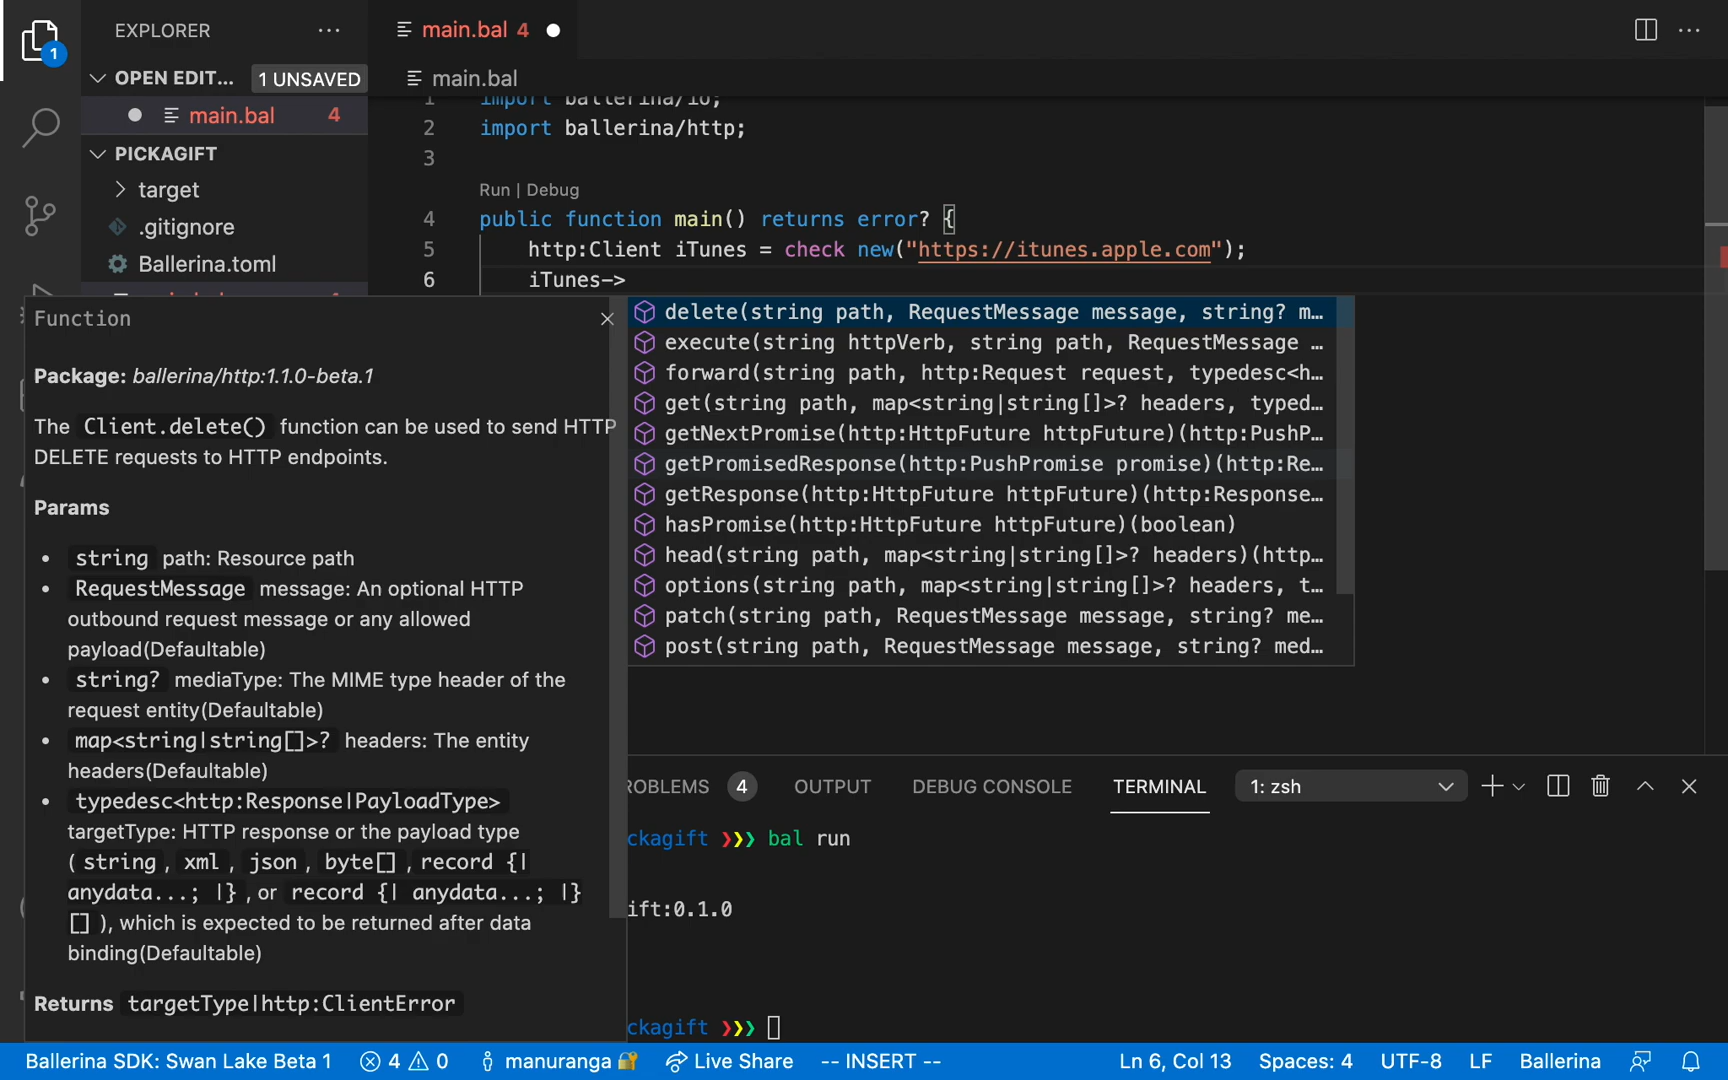 EXPLORER
main.bal 4
OPEN EDIT... 1 UNSAVED
main.bal
main.bal 4
1 import ballerina/io;
2 import ballerina/http;
3
PICKAGIFT
target
.gitignore
Ballerina.toml
Run | Debug
4 public function main() returns error? {
5 http:Client iTunes = check new("https://itunes.apple.com");
6 iTunes->
Function
Package: ballerina/http:1.1.0-beta.1
The Client.delete() function can be used to send HTTP
DELETE requests to HTTP endpoints.
Params
• string path: Resource path
• RequestMessage message: An optional HTTP
outbound request message or any allowed
payload(Defaultable)
• string? mediaType: The MIME type header of the
request entity(Defaultable)
• map<string|string[]>? headers: The entity
headers(Defaultable)
• typedesc<http:Response|PayloadType>
targetType: HTTP response or the payload type
( string , xml , json , byte[] , record {|
anydata...; |} , or record {| anydata...; |}
[] ), which is expected to be returned after data
binding(Defaultable)
Returns targetType|http:ClientError
delete(string path, RequestMessage message, string? m...
execute(string httpVerb, string path, RequestMessage ...
forward(string path, http:Request request, typedesc<h...
get(string path, map<string|string[]>? headers, typed...
getNextPromise(http:HttpFuture httpFuture)(http:PushP...
getPromisedResponse(http:PushPromise promise)(http:Re...
getResponse(http:HttpFuture httpFuture)(http:Response...
hasPromise(http:HttpFuture httpFuture)(boolean)
head(string path, map<string|string[]>? headers)(http...
options(string path, map<string|string[]>? headers, t...
patch(string path, RequestMessage message, string? me...
post(string path, RequestMessage message, string? med...
ROBLEMS 4 OUTPUT DEBUG CONSOLE TERMINAL 1: zsh
ckagift ❯❯❯ bal run
ift:0.1.0
ckagift ❯❯❯
Ballerina SDK: Swan Lake Beta 1 4 0 manuranga Live Share -- INSERT -- Ln 6, Col 13 Spaces: 4 UTF-8 LF Ballerina
1